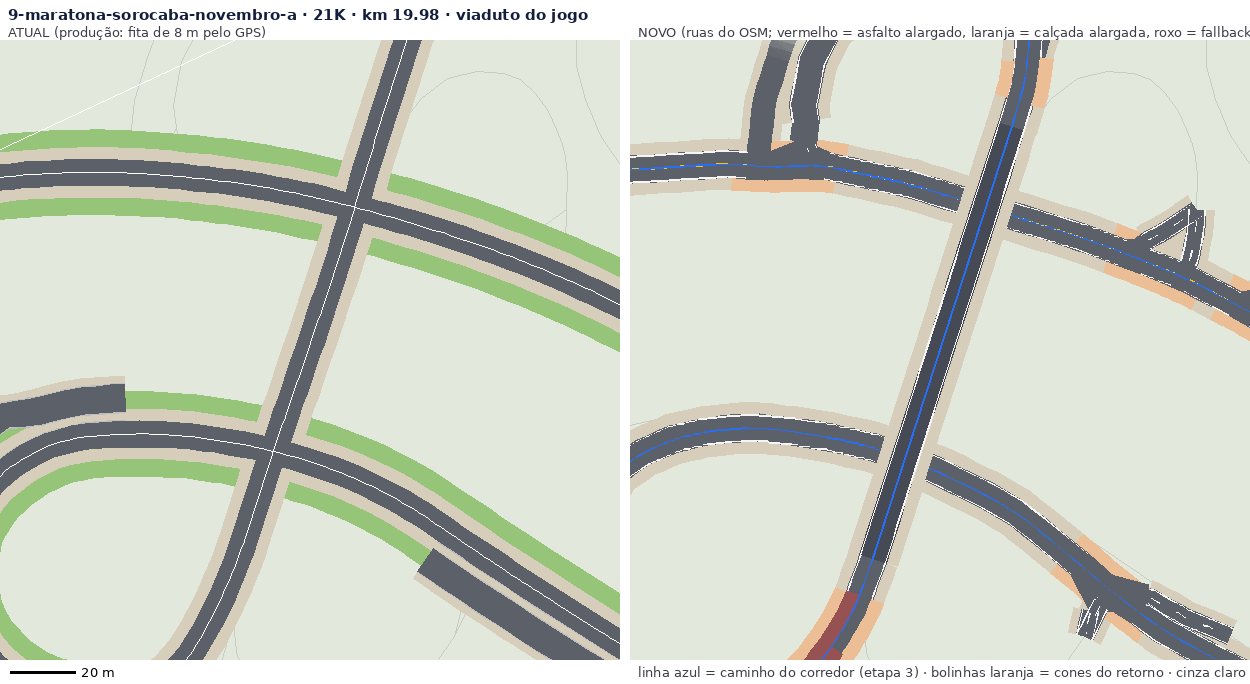 9-maratona-sorocaba-novembro-a · 21K · km 19.98 · viaduto do jogo
ATUAL (produção: fita de 8 m pelo GPS)
NOVO (ruas do OSM; vermelho = asfalto alargado, laranja = calçada alargada, roxo = fallback
20 m
linha azul = caminho do corredor (etapa 3) · bolinhas laranja = cones do retorno · cinza claro